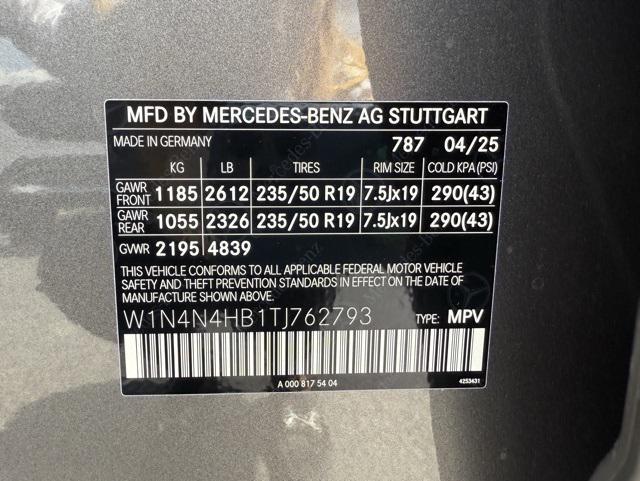 MFD BY MERCEDES-BENZ AG STUTTGART
MADE IN GERMANY 787 04/25
KG LB TIRES RIM SIZE COLD KPA(PSI)
GAWR FRONT 1185 2612 235/50 R19 7.5Jx19 290(43)
GAWR REAR 1055 2326 235/50 R19 7.5Jx19 290(43)
GVWR 2195 4839
THIS VEHICLE CONFORMS TO ALL APPLICABLE FEDERAL MOTOR VEHICLE
SAFETY AND THEFT PREVENTION STANDARDS IN EFFECT ON THE DATE OF
MANUFACTURE SHOWN ABOVE.
W1N4N4HB1TJ762793 TYPE: MPV
A 000 817 54 04 4253431